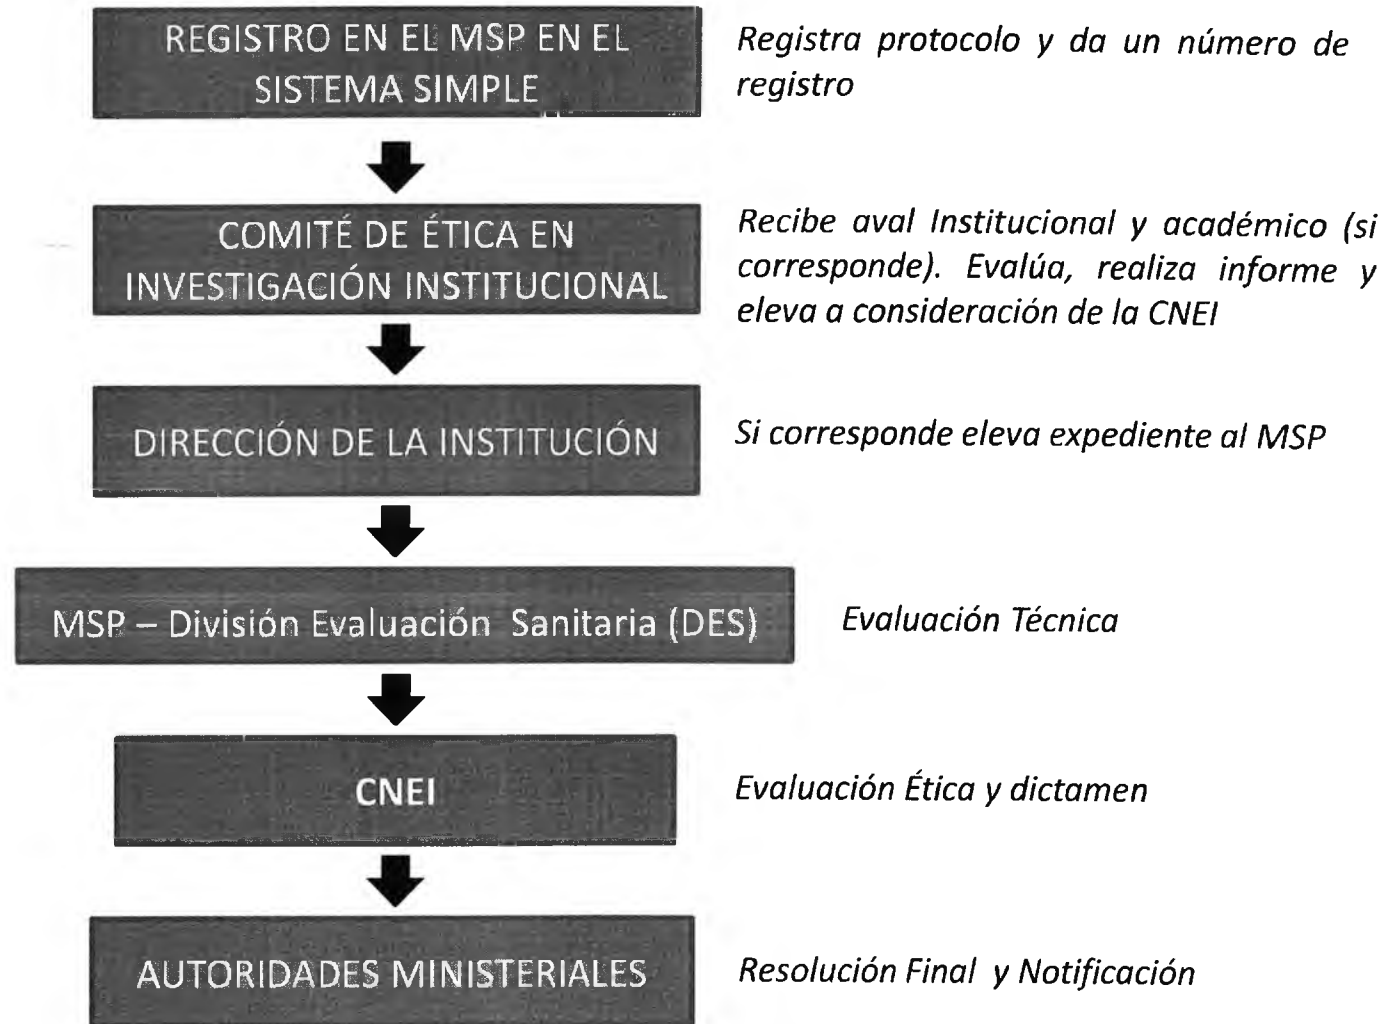 REGISTRO EN EL MSP EN EL
SISTEMA SIMPLE
Registra protocolo y da un número de
registro
COMITÉ DE ÉTICA EN
INVESTIGACIÓN INSTITUCIONAL
Recibe aval Institucional y académico (si
corresponde). Evalúa, realiza informe y
eleva a consideración de la CNEI
DIRECCIÓN DE LA INSTITUCIÓN
Si corresponde eleva expediente al MSP
MSP – División Evaluación Sanitaria (DES)
Evaluación Técnica
CNEI
Evaluación Ética y dictamen
AUTORIDADES MINISTERIALES
Resolución Final y Notificación